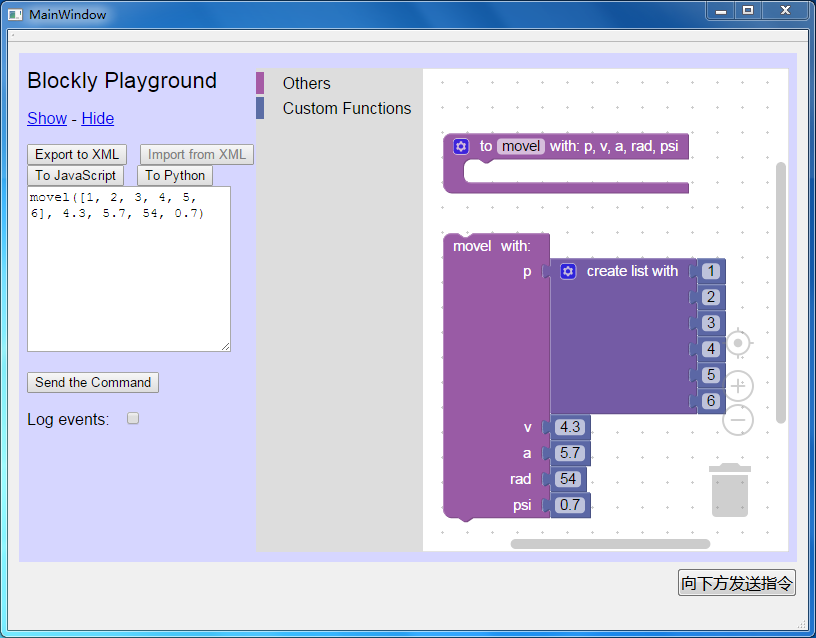 MainWindow
Blockly Playground
Show - Hide
Export to XML Import from XML
To JavaScript To Python
movel([1, 2, 3, 4, 5,
6], 4.3, 5.7, 54, 0.7)
Send the Command
Log events:
Others
Custom Functions
to movel with: p, v, a, rad, psi
movel with:
p create list with 1
2
3
4
5
6
v 4.3
a 5.7
rad 54
psi 0.7
向下方发送指令